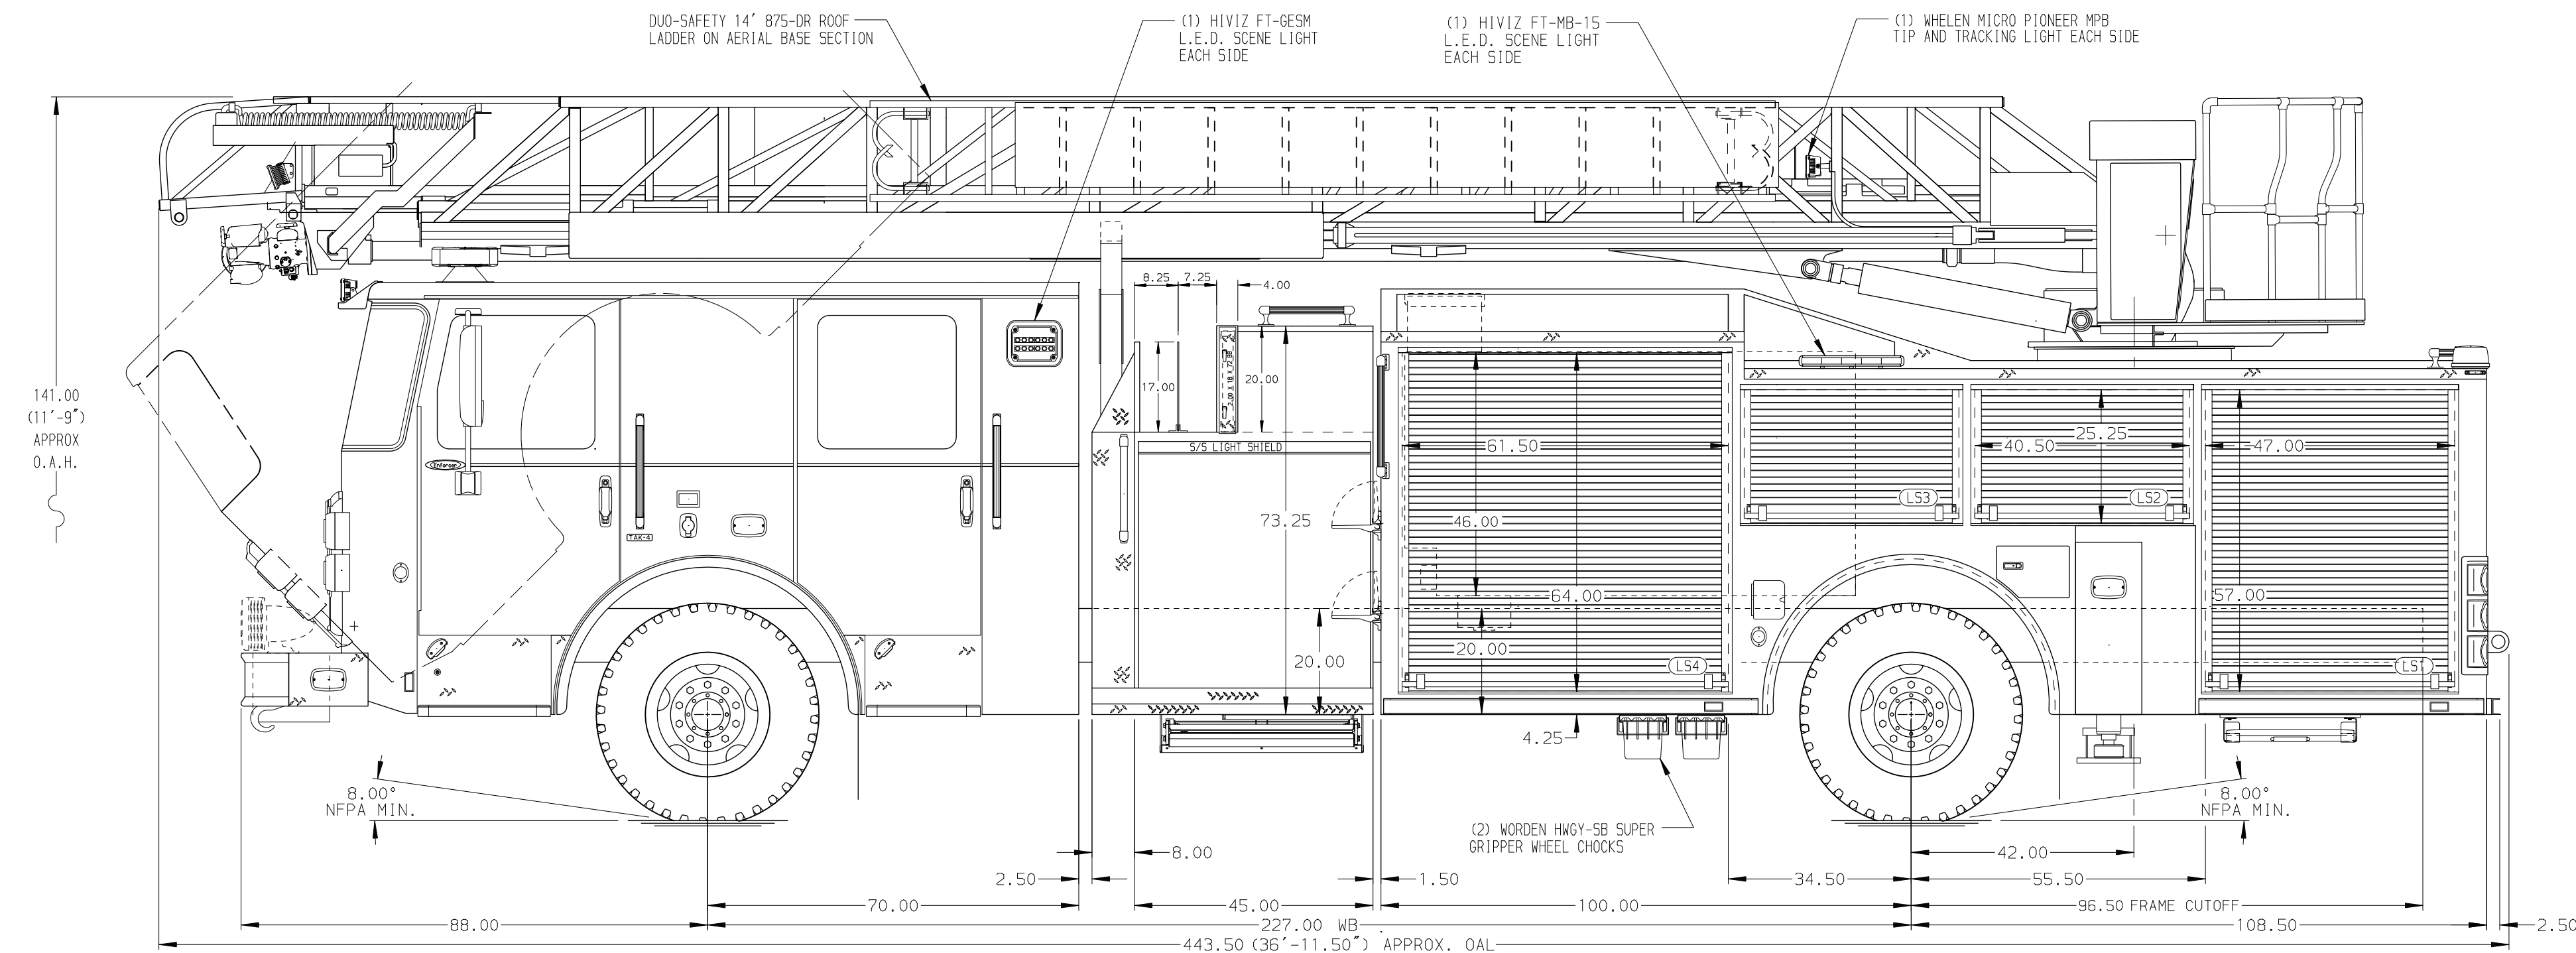 DUO-SAFETY 14' 875-DR ROOF
LADDER ON AERIAL BASE SECTION
(1) HIVIZ FT-GESM
L.E.D. SCENE LIGHT
EACH SIDE
(1) HIVIZ FT-MB-15
L.E.D. SCENE LIGHT
EACH SIDE
(1) WHELEN MICRO PIONEER MPB
TIP AND TRACKING LIGHT EACH SIDE
141.00
(11'-9")
APPROX
O.A.H.
8.25
7.25
4.00
17.00
20.00
2.00 X 18 X 72.00
S/S LIGHT SHIELD
Enforcer
TAK-4
73.25
20.00
61.50
46.00
64.00
20.00
LS4
4.25
LS3
25.25
40.50
LS2
47.00
57.00
LS1
8.00°
NFPA MIN.
8.00°
NFPA MIN.
(2) WORDEN HWGY-SB SUPER
GRIPPER WHEEL CHOCKS
8.00
42.00
2.50
1.50
34.50
55.50
70.00
45.00
100.00
96.50 FRAME CUTOFF
88.00
227.00 WB
108.50
2.50
443.50 (36'-11.50") APPROX. OAL